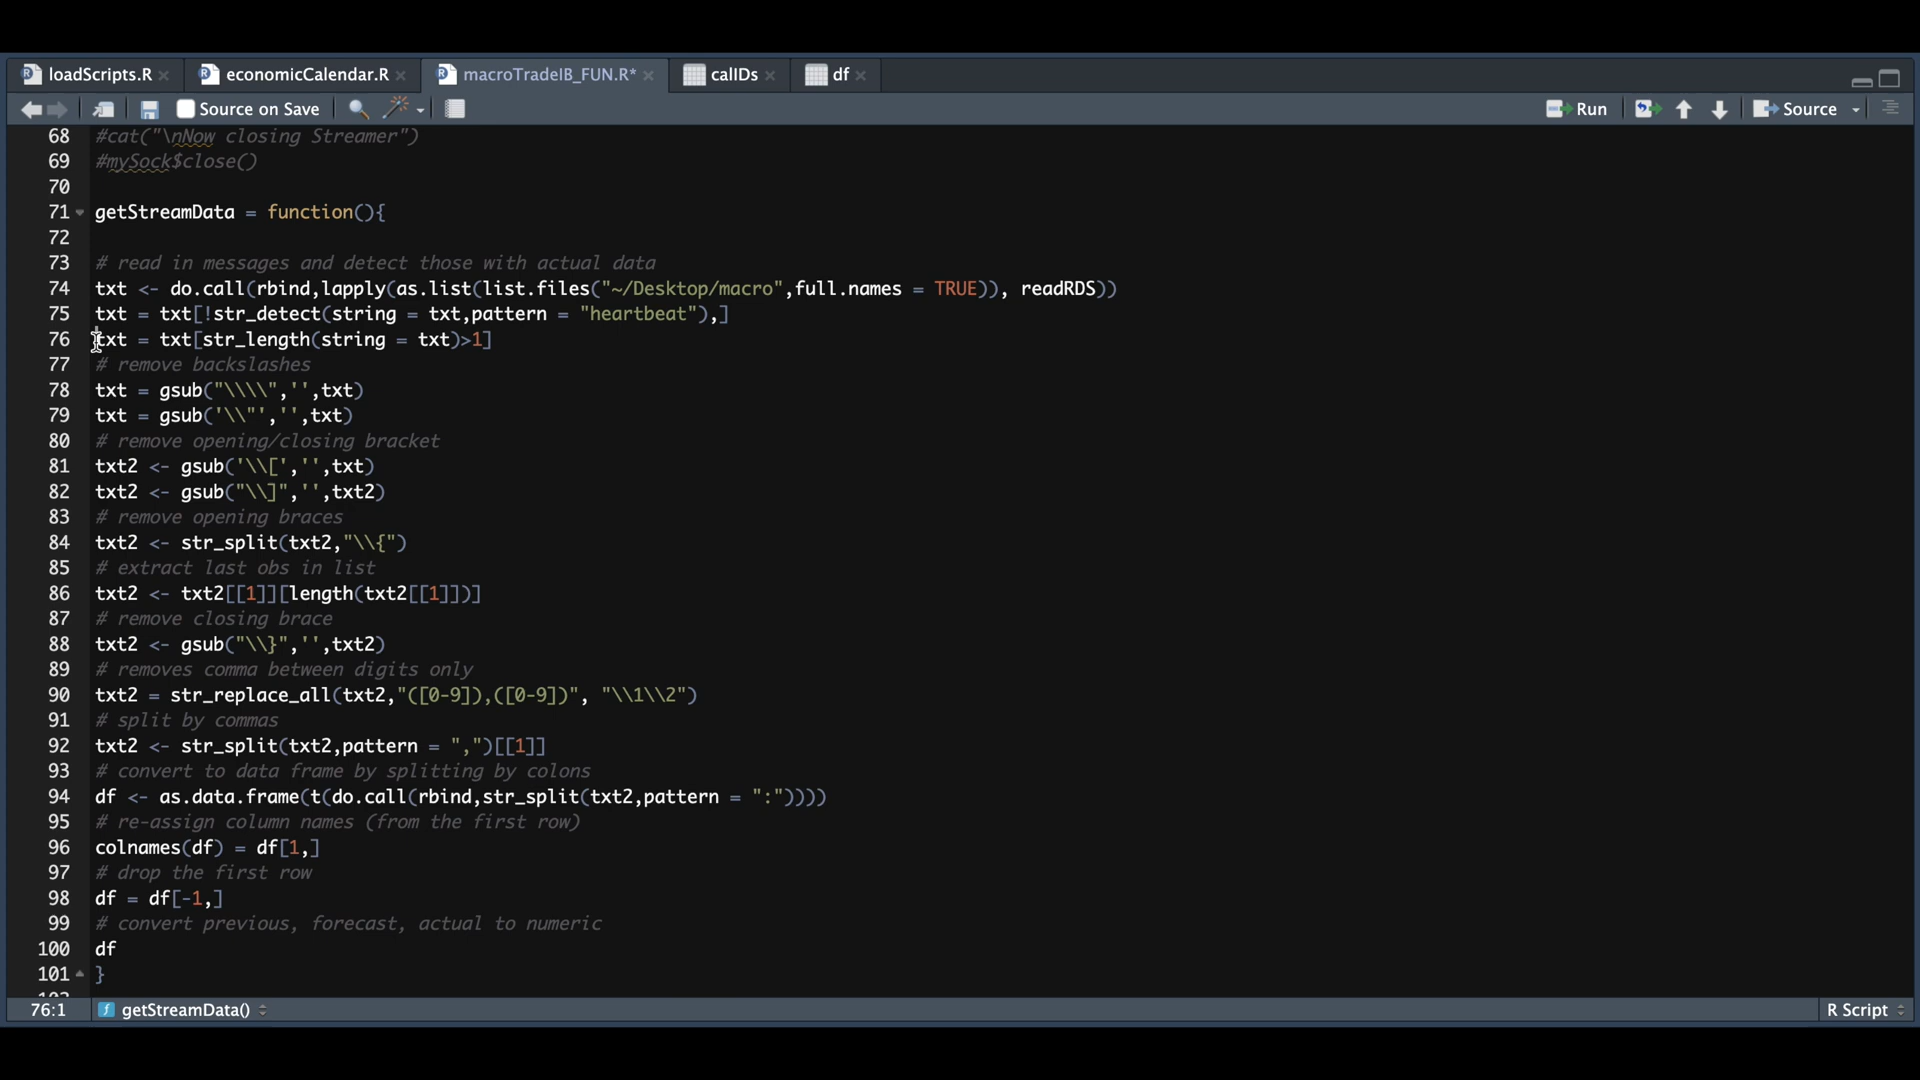 loadScripts.R
economicCalendar.R
macroTradeIB_FUN.R*
callIDs
df
Source on Save
Run
Source
68 #cat("\nNow closing Streamer")
69 #mySock$close()
70
71 getStreamData = function(){
72
73 # read in messages and detect those with actual data
74 txt <- do.call(rbind,lapply(as.list(list.files("~/Desktop/macro",full.names = TRUE)), readRDS))
75 txt = txt[!str_detect(string = txt,pattern = "heartbeat"),]
76 txt = txt[str_length(string = txt)>1]
77 # remove backslashes
78 txt = gsub("\\\\",'',txt)
79 txt = gsub('\\"','',txt)
80 # remove opening/closing bracket
81 txt2 <- gsub('\\[','',txt)
82 txt2 <- gsub("\\]",'',txt2)
83 # remove opening braces
84 txt2 <- str_split(txt2,"\\{")
85 # extract last obs in list
86 txt2 <- txt2[[1]][length(txt2[[1]])]
87 # remove closing brace
88 txt2 <- gsub("\\}",'',txt2)
89 # removes comma between digits only
90 txt2 = str_replace_all(txt2,"([0-9]),([0-9])", "\\1\\2")
91 # split by commas
92 txt2 <- str_split(txt2,pattern = ",")[[1]]
93 # convert to data frame by splitting by colons
94 df <- as.data.frame(t(do.call(rbind,str_split(txt2,pattern = ":"))))
95 # re-assign column names (from the first row)
96 colnames(df) = df[1,]
97 # drop the first row
98 df = df[-1,]
99 # convert previous, forecast, actual to numeric
100 df
101 }
76:1
getStreamData()
R Script